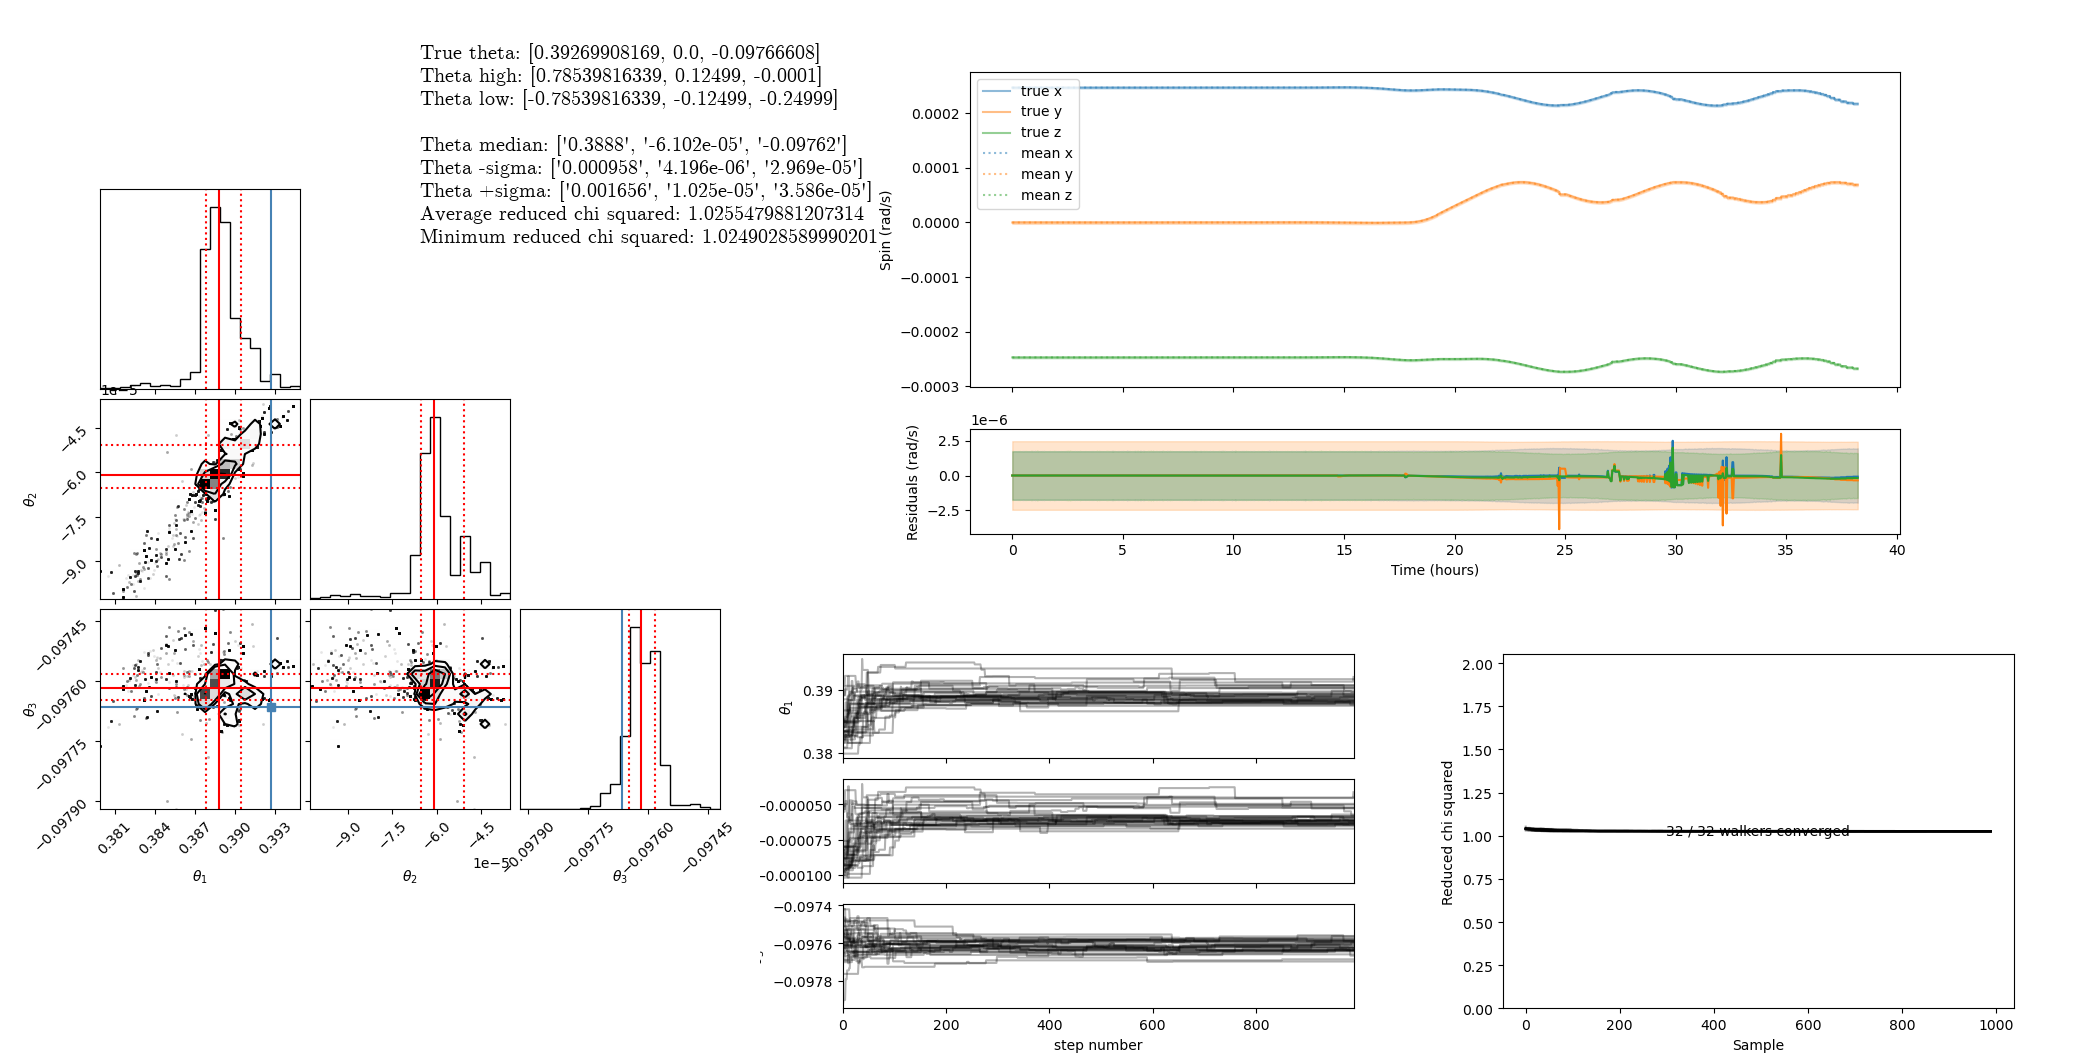 True theta: [0.39269908169, 0.0, -0.09766608]
Theta high: [0.78539816339, 0.12499, -0.0001]
Theta low: [-0.78539816339, -0.12499, -0.24999]
Theta median: ['0.3888', '-6.102e-05', '-0.09762']
Theta -sigma: ['0.000958', '4.196e-06', '2.969e-05']
Theta +sigma: ['0.001656', '1.025e-05', '3.586e-05']
Average reduced chi squared: 1.0255479881207314
Minimum reduced chi squared: 1.0249028589990201
1e−5
θ2
−4.5
−6.0
−7.5
−9.0
θ3
−0.09745
−0.09760
−0.09775
−0.09790
0.381
0.384
0.387
0.390
0.393
θ1
−9.0
−7.5
−6.0
−4.5
1e−5
θ2
−0.09790
−0.09775
−0.09760
−0.09745
θ3
Spin (rad/s)
0.0002
0.0001
0.0000
−0.0001
−0.0002
−0.0003
true x
true y
true z
mean x
mean y
mean z
1e−6
Residuals (rad/s)
2.5
0.0
−2.5
0
5
10
15
20
25
30
35
40
Time (hours)
θ1
0.39
0.38
−0.000050
−0.000075
−0.000100
−0.0974
−0.0976
−0.0978
0
200
400
600
800
step number
Reduced chi squared
2.00
1.75
1.50
1.25
1.00
0.75
0.50
0.25
0.00
32 / 32 walkers converged
0
200
400
600
800
1000
Sample